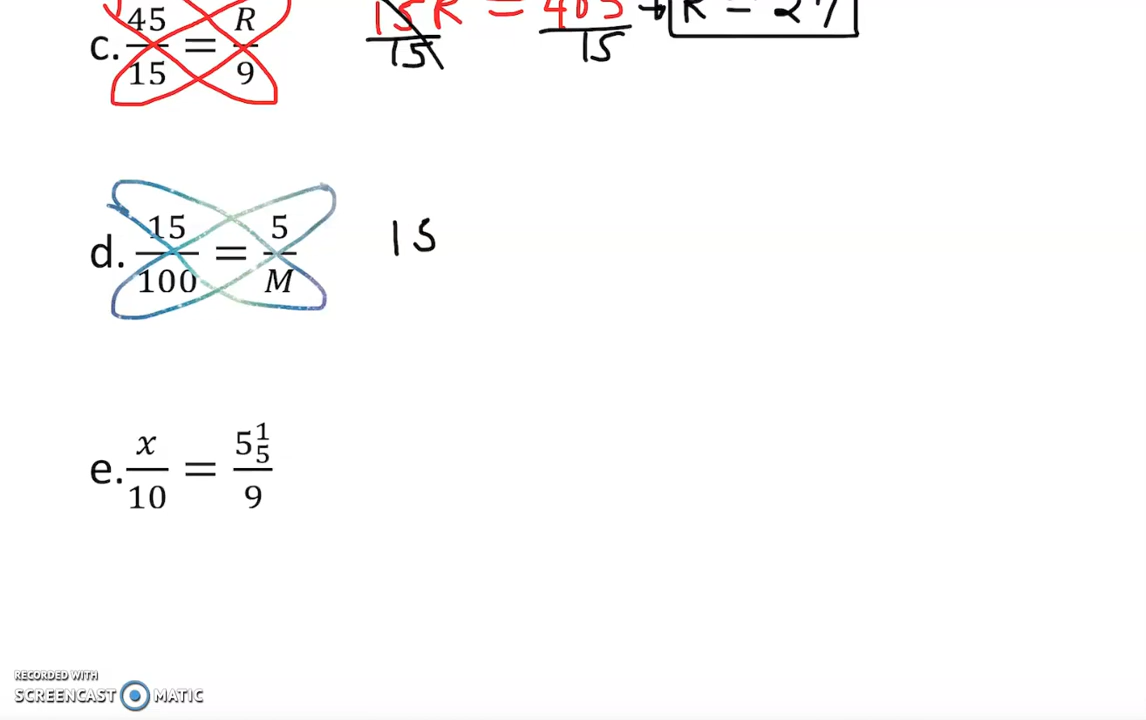 c. 45/15 = R/9 15R/15 = 405/15 → R = 27
d. 15/100 = 5/M 15
e. x/10 = 5 1/5/9
RECORDED WITH
SCREENCAST MATIC